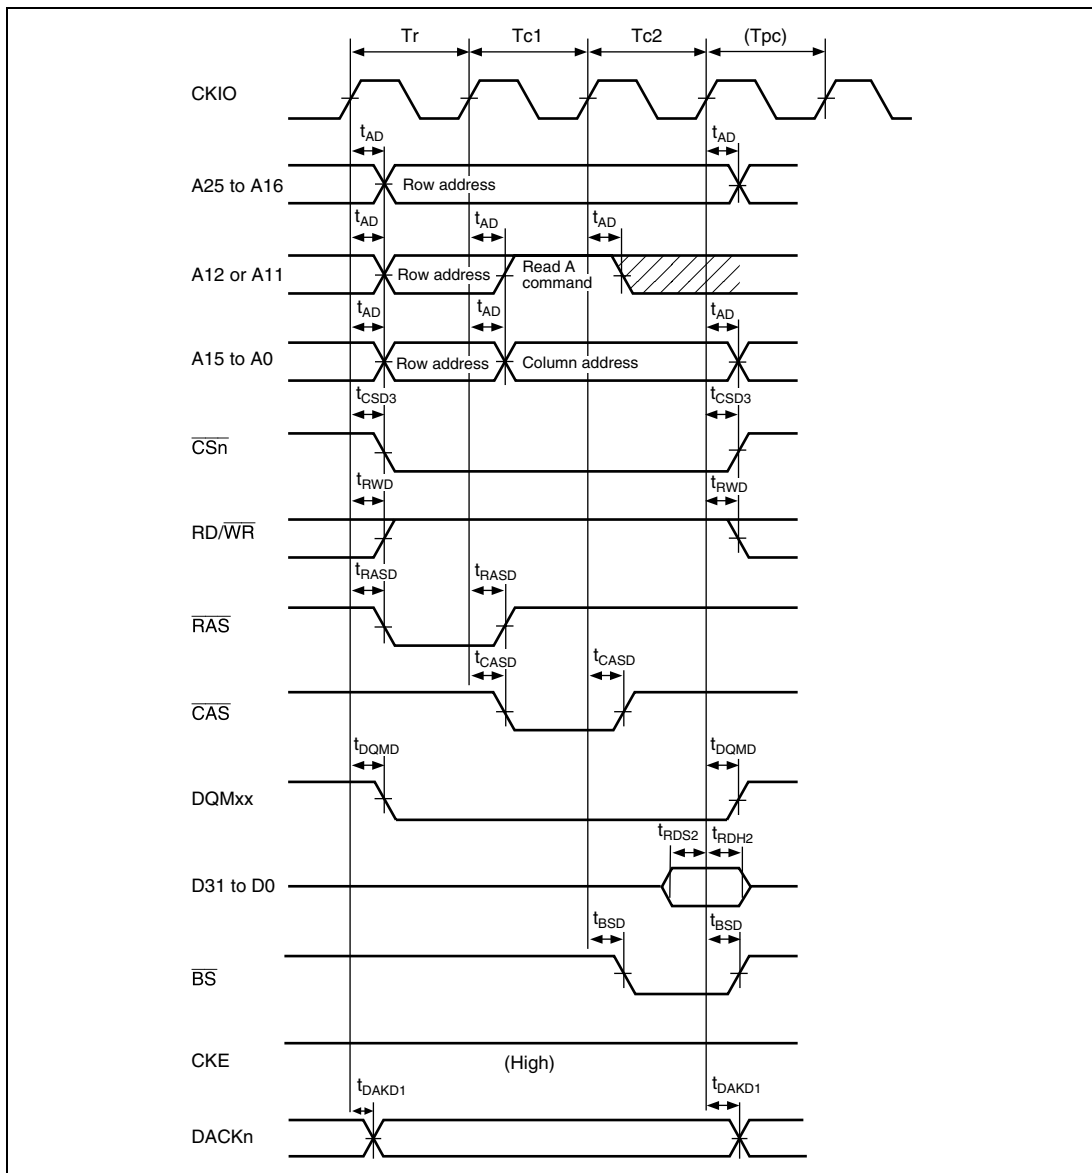 Tr Tc1 Tc2 (Tpc)
CKIO
tAD tAD
A25 to A16 Row address
tAD tAD tAD
A12 or A11 Row address Read A command
tAD tAD tAD
A15 to A0 Row address Column address
tCSD3 tCSD3
CSn
tRWD tRWD
RD/WR
tRASD tRASD
RAS
tCASD tCASD
CAS
tDQMD tDQMD
DQMxx
tRDS2 tRDH2
D31 to D0
tBSD tBSD
BS
CKE (High)
tDAKD1 tDAKD1
DACKn